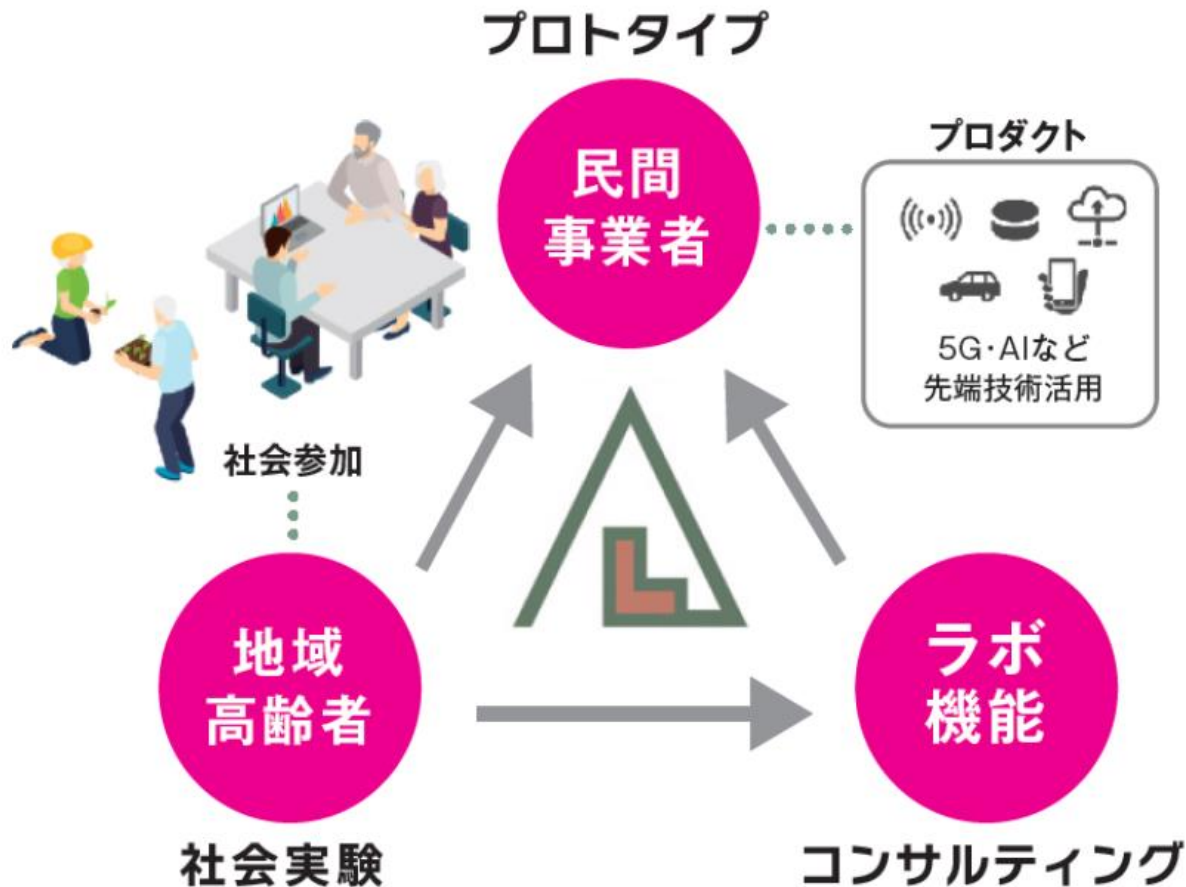 プロトタイプ
民間
事業者
プロダクト
5G・AIなど
先端技術活用
社会参加
地域
高齢者
社会実験
ラボ
機能
コンサルティング